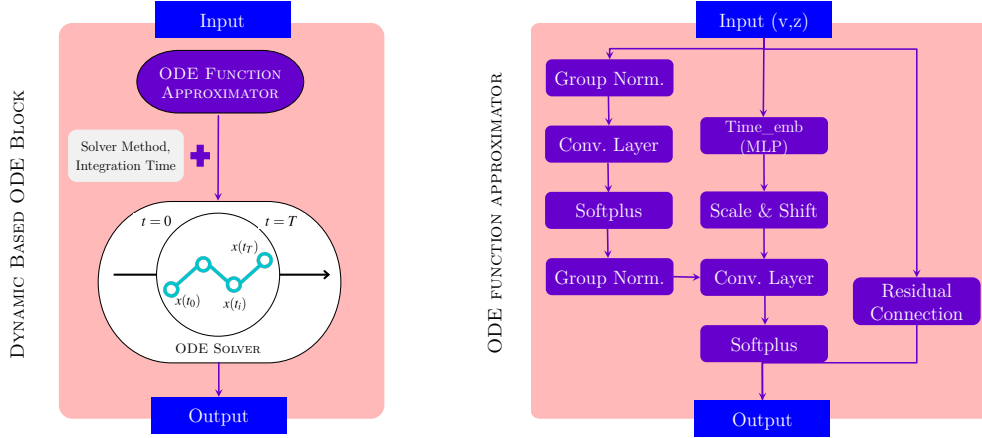 DYNAMIC BASED ODE BLOCK
Input
ODE FUNCTION
APPROXIMATOR
Solver Method,
Integration Time
t = 0
t = T
x(t_T)
x(t_0)
x(t_i)
ODE SOLVER
Output
ODE FUNCTION APPROXIMATOR
Input (v,z)
Group Norm.
Conv. Layer
Softplus
Group Norm.
Time_emb
(MLP)
Scale & Shift
Conv. Layer
Softplus
Residual
Connection
Output